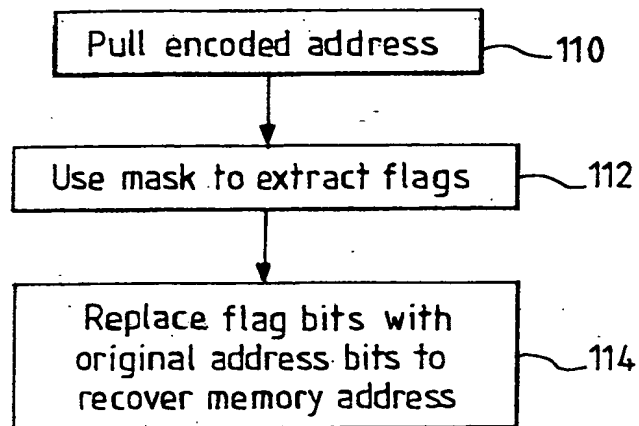 Pull encoded address
110
Use mask to extract flags
112
Replace flag bits with
original address bits to
recover memory address
114